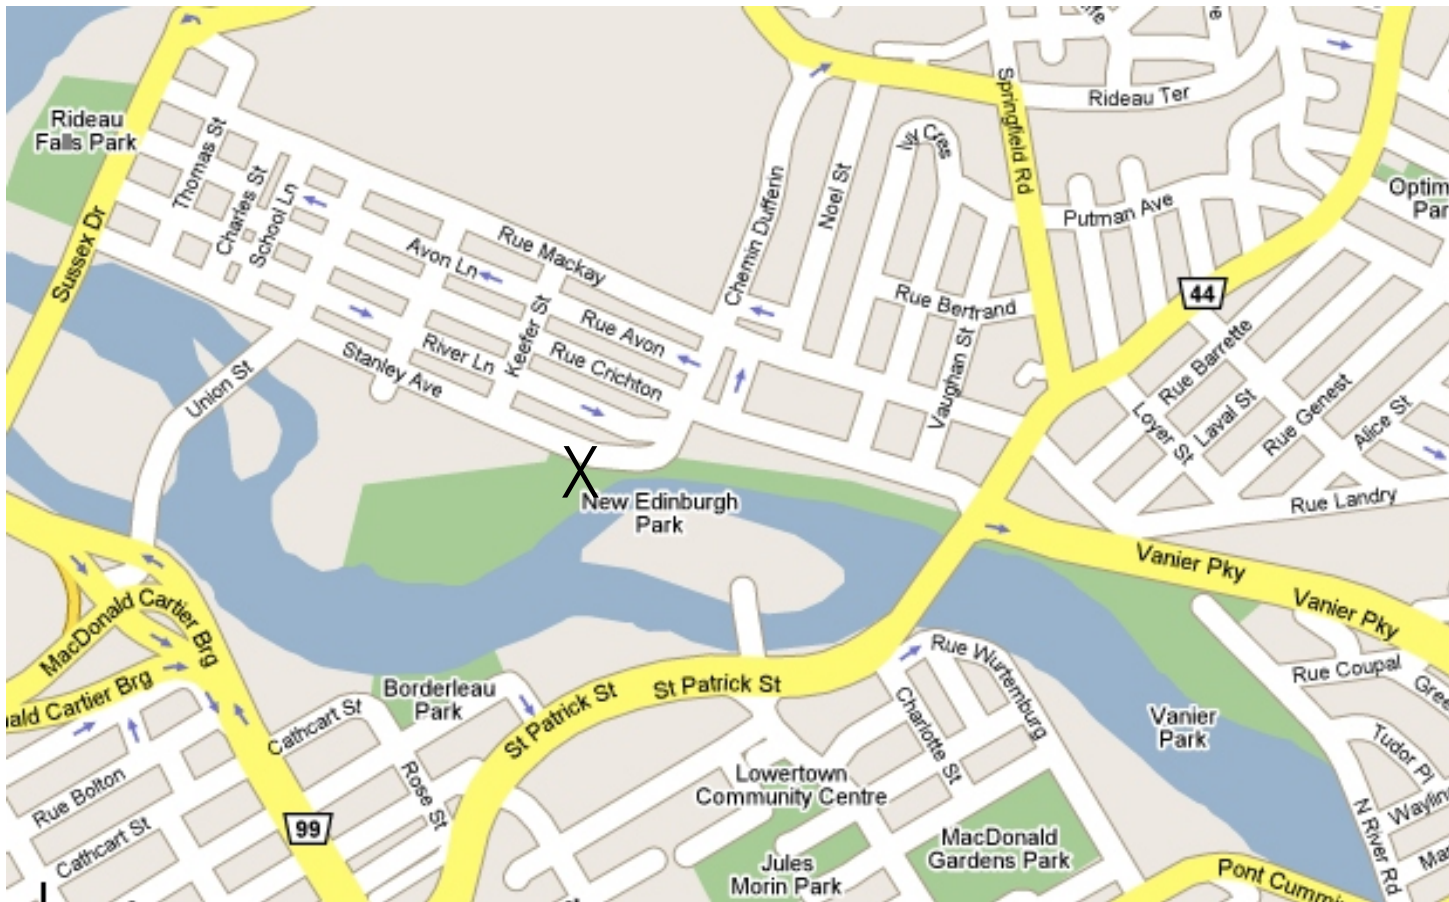 Rideau Ter
Springfield Rd
Rideau
Falls Park
Thomas St
Charles St
School Ln
Ivy Cres
Noel St
Chemin Dufferin
Putman Ave
Optim
Par
Sussex Dr
Rue Mackay
Avon Ln
44
Rue Bertrand
Keefer St
Rue Avon
River Ln
Rue Crichton
Stanley Ave
Union St
Vaughan St
Rue Barrette
Loyer St
Laval St
Rue Genest
Alice St
X
New Edinburgh
Park
Rue Landry
Vanier Pky
Vanier Pky
MacDonald Cartier Brg
ald Cartier Brg
Rue Wurtemburg
Rue Coupal
Gree
St Patrick St
St Patrick St
Borderleau
Park
Cathcart St
Charlotte St
Vanier
Park
Tudor Pl
Rue Bolton
Rose St
Lowertown
Community Centre
Waylin
N River Rd
99
Cathcart St
MacDonald
Gardens Park
Mar
Jules
Morin Park
Pont Cummi